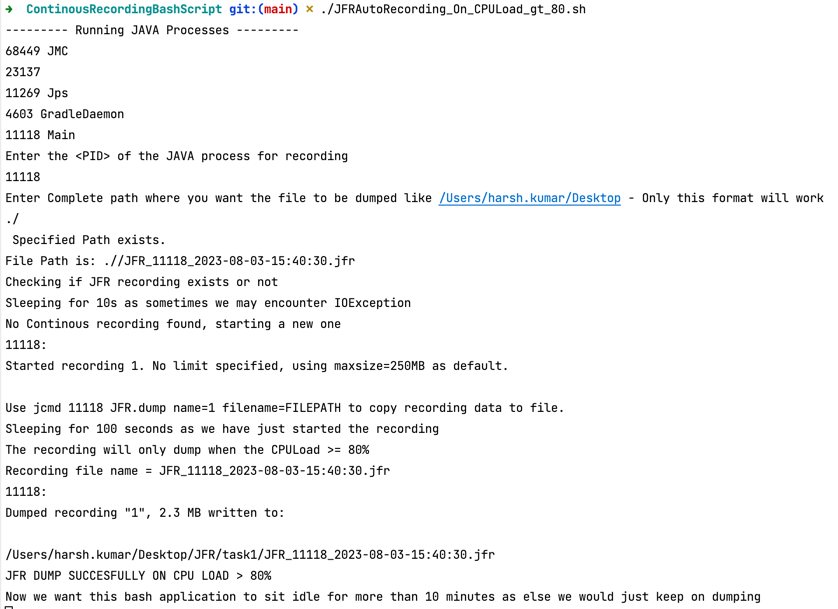 ➜ ContinousRecordingBashScript git:(main) ✗ ./JFRAutoRecording_On_CPULoad_gt_80.sh
--------- Running JAVA Processes ---------
68449 JMC
23137
11269 Jps
4603 GradleDaemon
11118 Main
Enter the <PID> of the JAVA process for recording
11118
Enter Complete path where you want the file to be dumped like /Users/harsh.kumar/Desktop - Only this format will work
./
Specified Path exists.
File Path is: .//JFR_11118_2023-08-03-15:40:30.jfr
Checking if JFR recording exists or not
Sleeping for 10s as sometimes we may encounter IOException
No Continous recording found, starting a new one
11118:
Started recording 1. No limit specified, using maxsize=250MB as default.
Use jcmd 11118 JFR.dump name=1 filename=FILEPATH to copy recording data to file.
Sleeping for 100 seconds as we have just started the recording
The recording will only dump when the CPULoad >= 80%
Recording file name = JFR_11118_2023-08-03-15:40:30.jfr
11118:
Dumped recording "1", 2.3 MB written to:
/Users/harsh.kumar/Desktop/JFR/task1/JFR_11118_2023-08-03-15:40:30.jfr
JFR DUMP SUCCESFULLY ON CPU LOAD > 80%
Now we want this bash application to sit idle for more than 10 minutes as else we would just keep on dumping